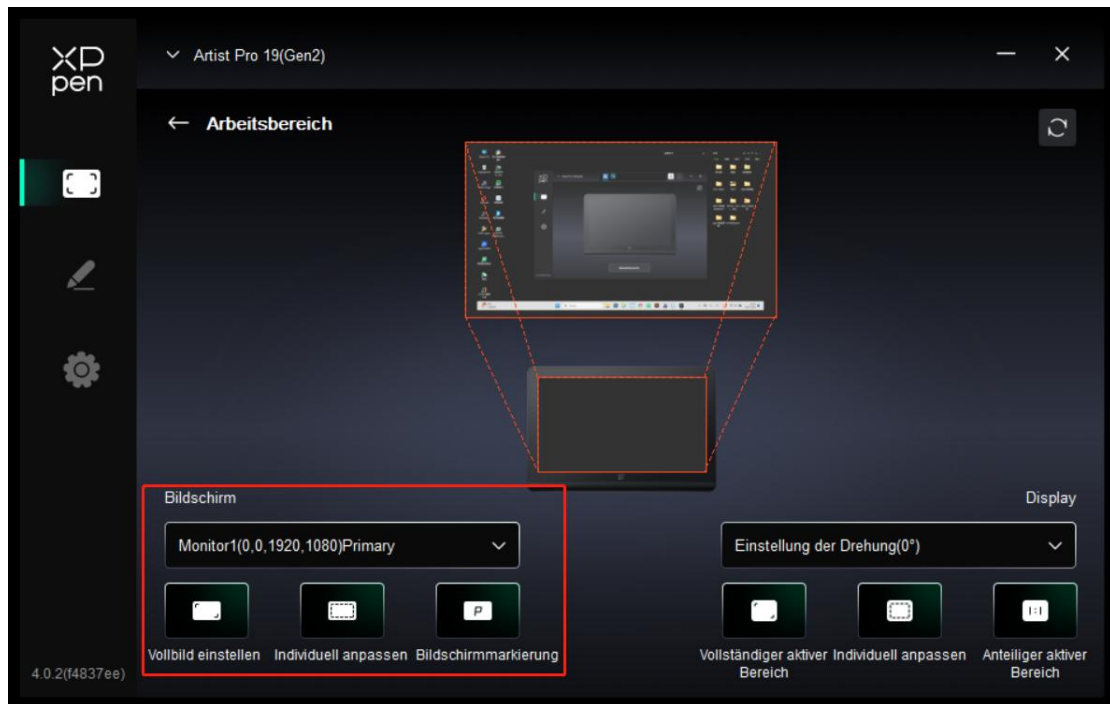 XP
pen
Artist Pro 19(Gen2)
Arbeitsbereich
Bildschirm
Display
Monitor1(0,0,1920,1080)Primary
Einstellung der Drehung(0°)
P
1:1
Vollbild einstellen
Individuell anpassen
Bildschirmmarkierung
Vollständiger aktiver
Bereich
Individuell anpassen
Anteiliger aktiver
Bereich
4.0.2(f4837ee)